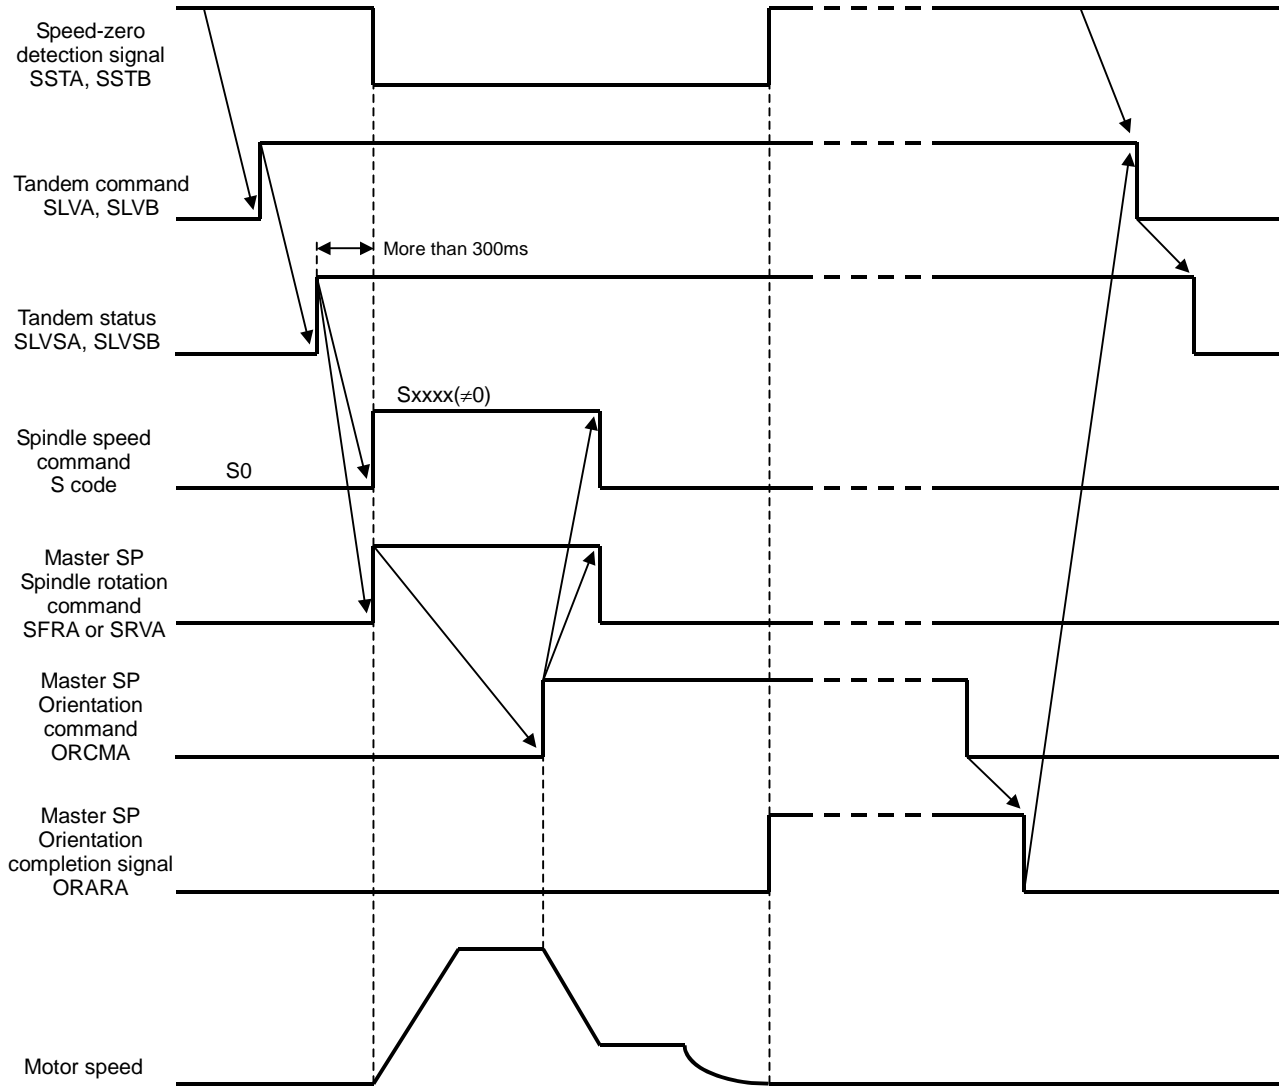 Speed-zero
detection signal
SSTA, SSTB
Tandem command
SLVA, SLVB
More than 300ms
Tandem status
SLVSA, SLVSB
Sxxxx(≠0)
Spindle speed
command
S code
S0
Master SP
Spindle rotation
command
SFRA or SRVA
Master SP
Orientation
command
ORCMA
Master SP
Orientation
completion signal
ORARA
Motor speed